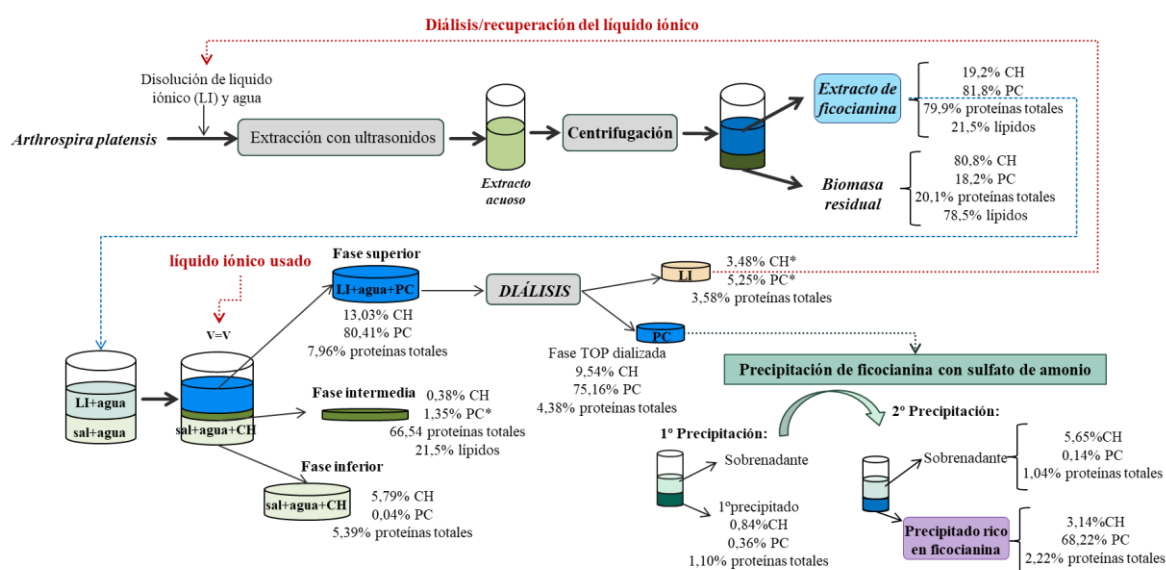 Diálisis/recuperación del líquido iónico
Disolución de liquido
iónico (LI) y agua
Arthrospira platensis
Extracción con ultrasonidos
Extracto
acuoso
Centrifugación
Extracto de
ficocianina
19,2% CH
81,8% PC
79,9% proteínas totales
21,5% lípidos
Biomasa
residual
80,8% CH
18,2% PC
20,1% proteínas totales
78,5% lípidos
líquido iónico usado
V=V
LI+agua
sal+agua
sal+agua+CH
Fase superior
LI+agua+PC
13,03% CH
80,41% PC
7,96% proteínas totales
DIÁLISIS
LI
3,48% CH*
5,25% PC*
3,58% proteínas totales
PC
Fase TOP dializada
9,54% CH
75,16% PC
4,38% proteínas totales
Fase intermedia
0,38% CH
1,35% PC*
66,54 proteínas totales
21,5% lípidos
Fase inferior
sal+agua+CH
5,79% CH
0,04% PC
5,39% proteínas totales
Precipitación de ficocianina con sulfato de amonio
1º Precipitación:
Sobrenadante
1ºprecipitado
0,84%CH
0,36% PC
1,10% proteínas totales
2º Precipitación:
Sobrenadante
5,65%CH
0,14% PC
1,04% proteínas totales
Precipitado rico
en ficocianina
3,14%CH
68,22% PC
2,22% proteínas totales